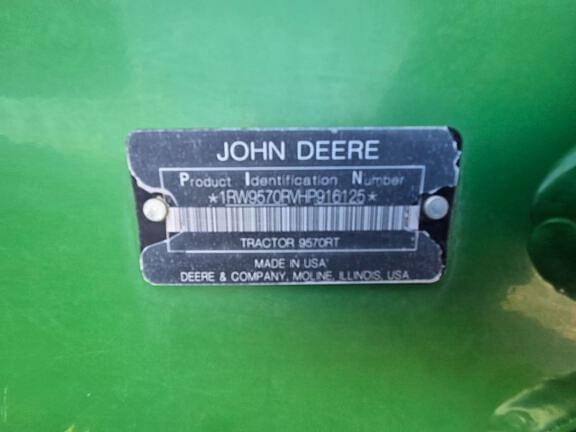 JOHN DEERE
Product Identification Number
*1RW9570RVHP916125*
TRACTOR 9570RT
MADE IN USA
DEERE & COMPANY, MOLINE, ILLINOIS, USA